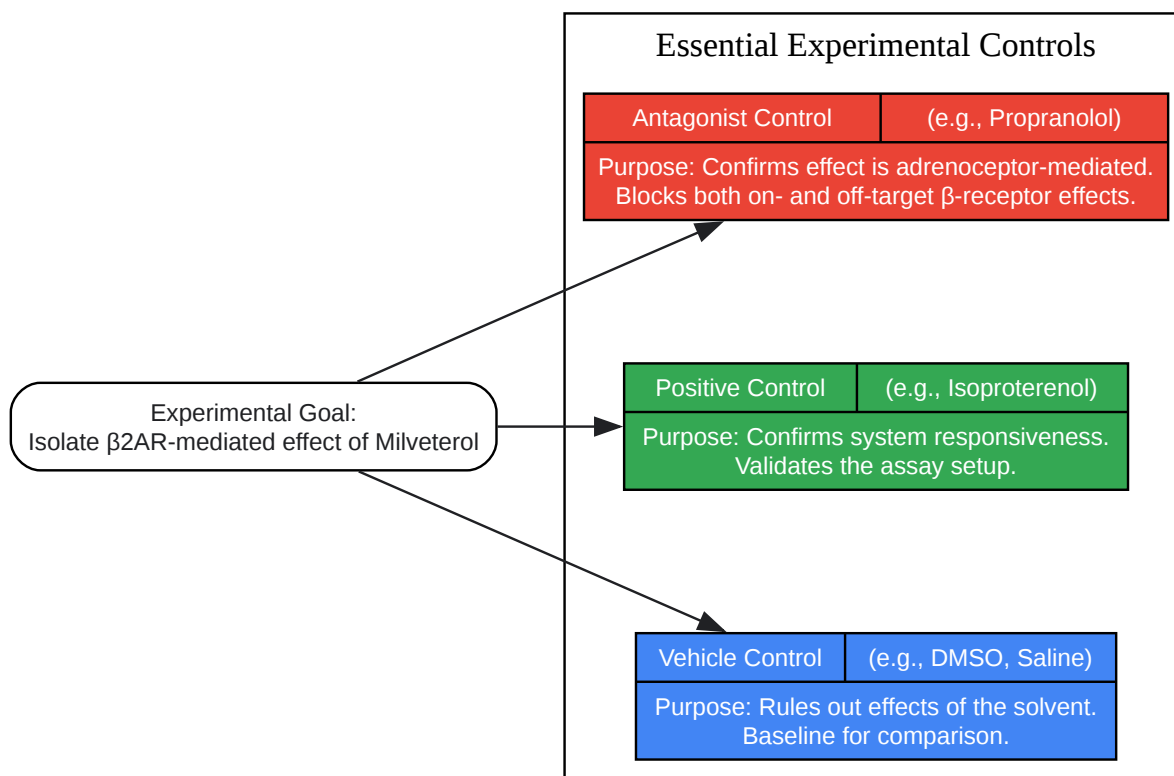 Essential Experimental Controls
Antagonist Control (e.g., Propranolol)
Purpose: Confirms effect is adrenoceptor-mediated.
Blocks both on- and off-target β-receptor effects.
Experimental Goal:
Isolate β2AR-mediated effect of Milveterol
Positive Control (e.g., Isoproterenol)
Purpose: Confirms system responsiveness.
Validates the assay setup.
Vehicle Control (e.g., DMSO, Saline)
Purpose: Rules out effects of the solvent.
Baseline for comparison.